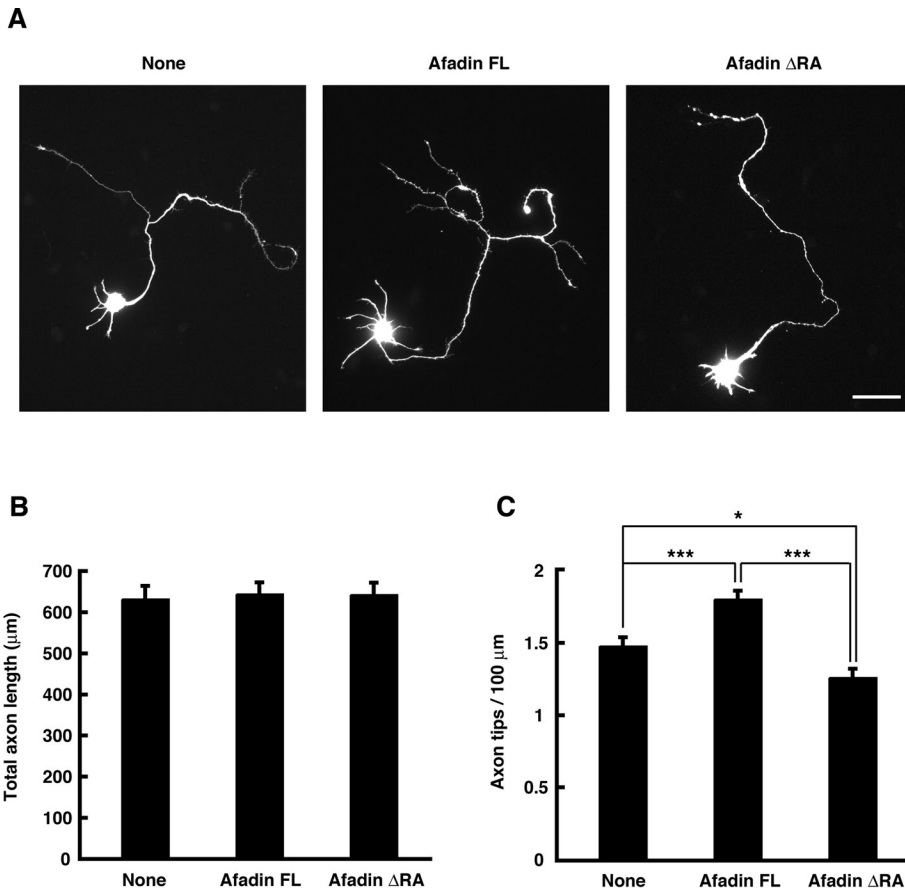 A
None
Afadin FL
Afadin ΔRA
B
Total axon length (μm)
700
600
500
400
300
200
100
0
None
Afadin FL
Afadin ΔRA
C
Axon tips / 100 μm
2
1.5
1
0.5
0
*
***
***
None
Afadin FL
Afadin ΔRA